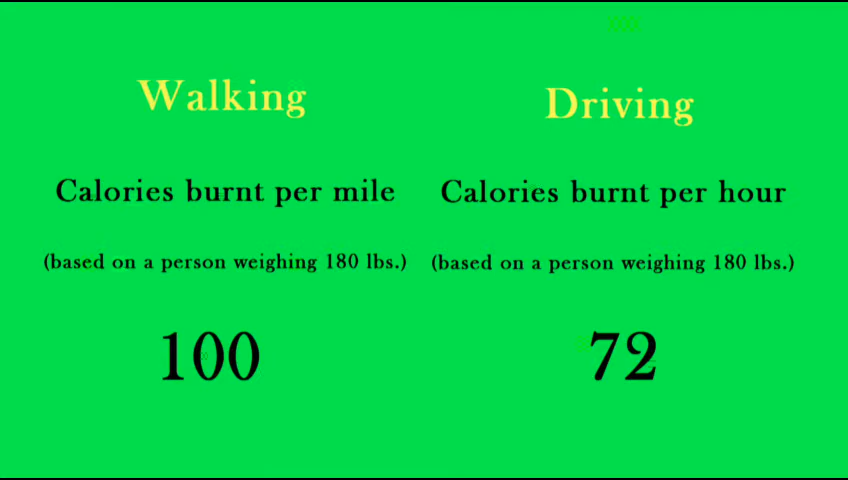 Walking
Driving
Calories burnt per mile
Calories burnt per hour
(based on a person weighing 180 lbs.)
(based on a person weighing 180 lbs.)
100
72